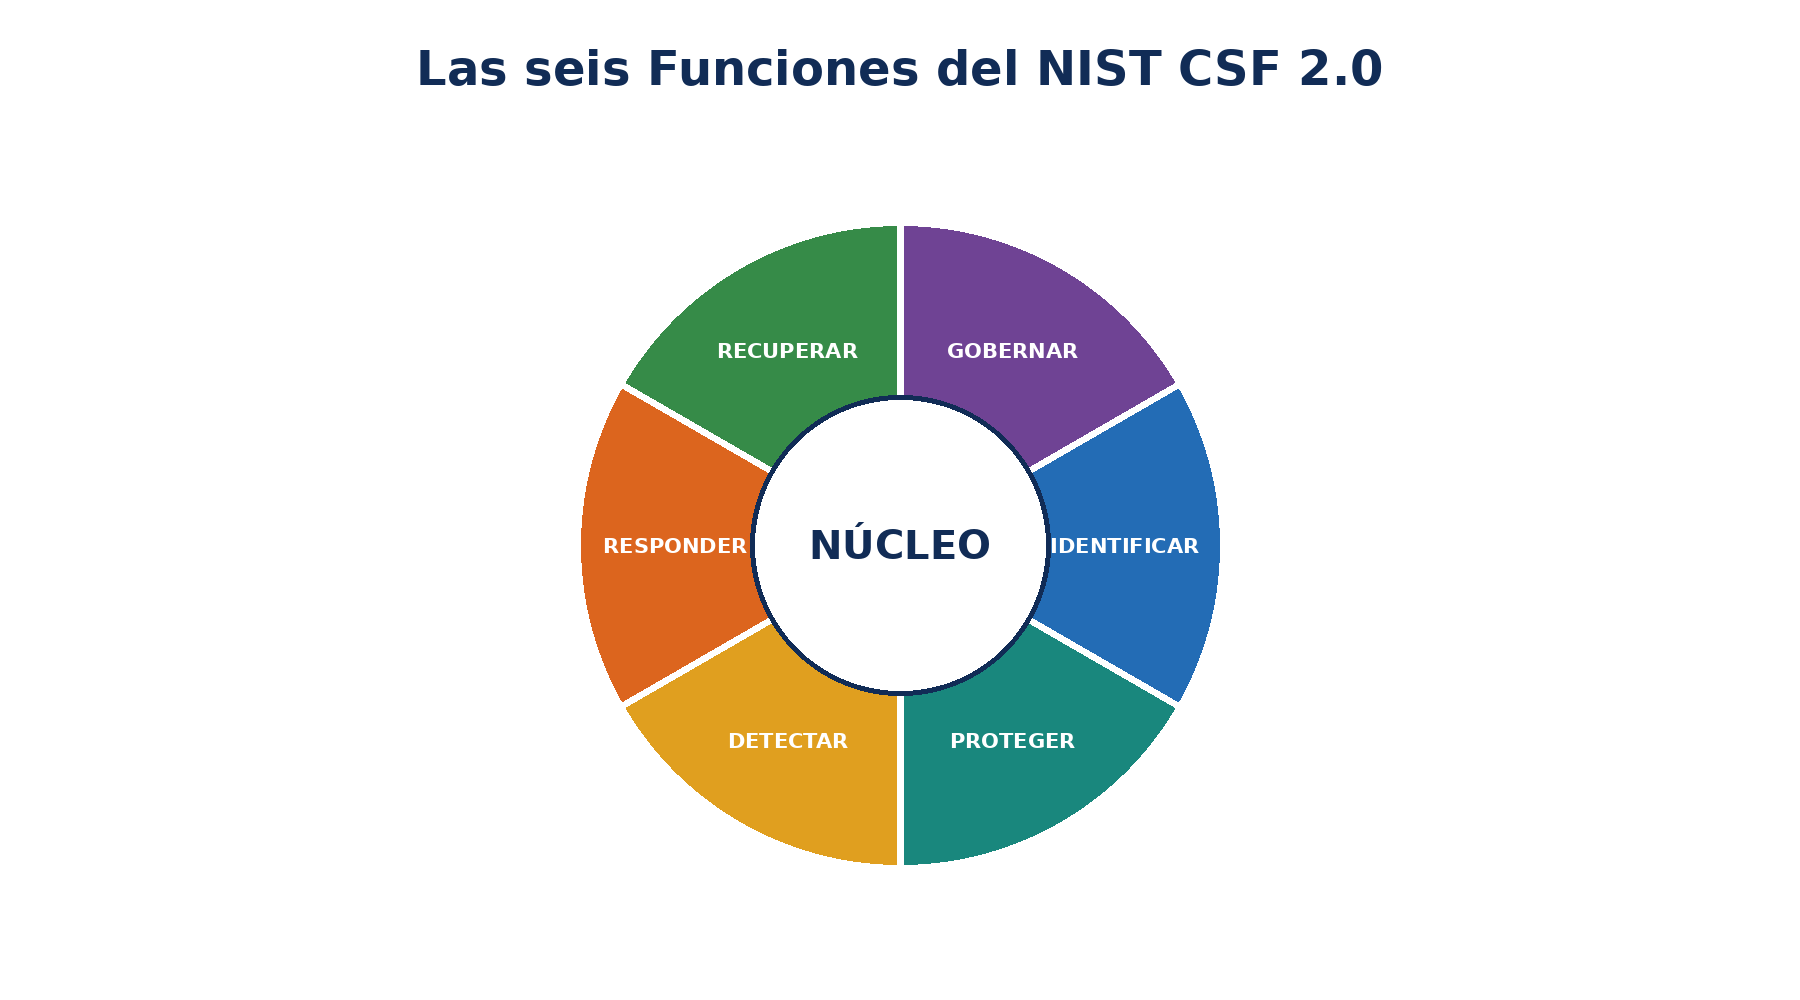 Las seis Funciones del NIST CSF 2.0
RECUPERAR
GOBERNAR
RESPONDER
NÚCLEO
IDENTIFICAR
DETECTAR
PROTEGER